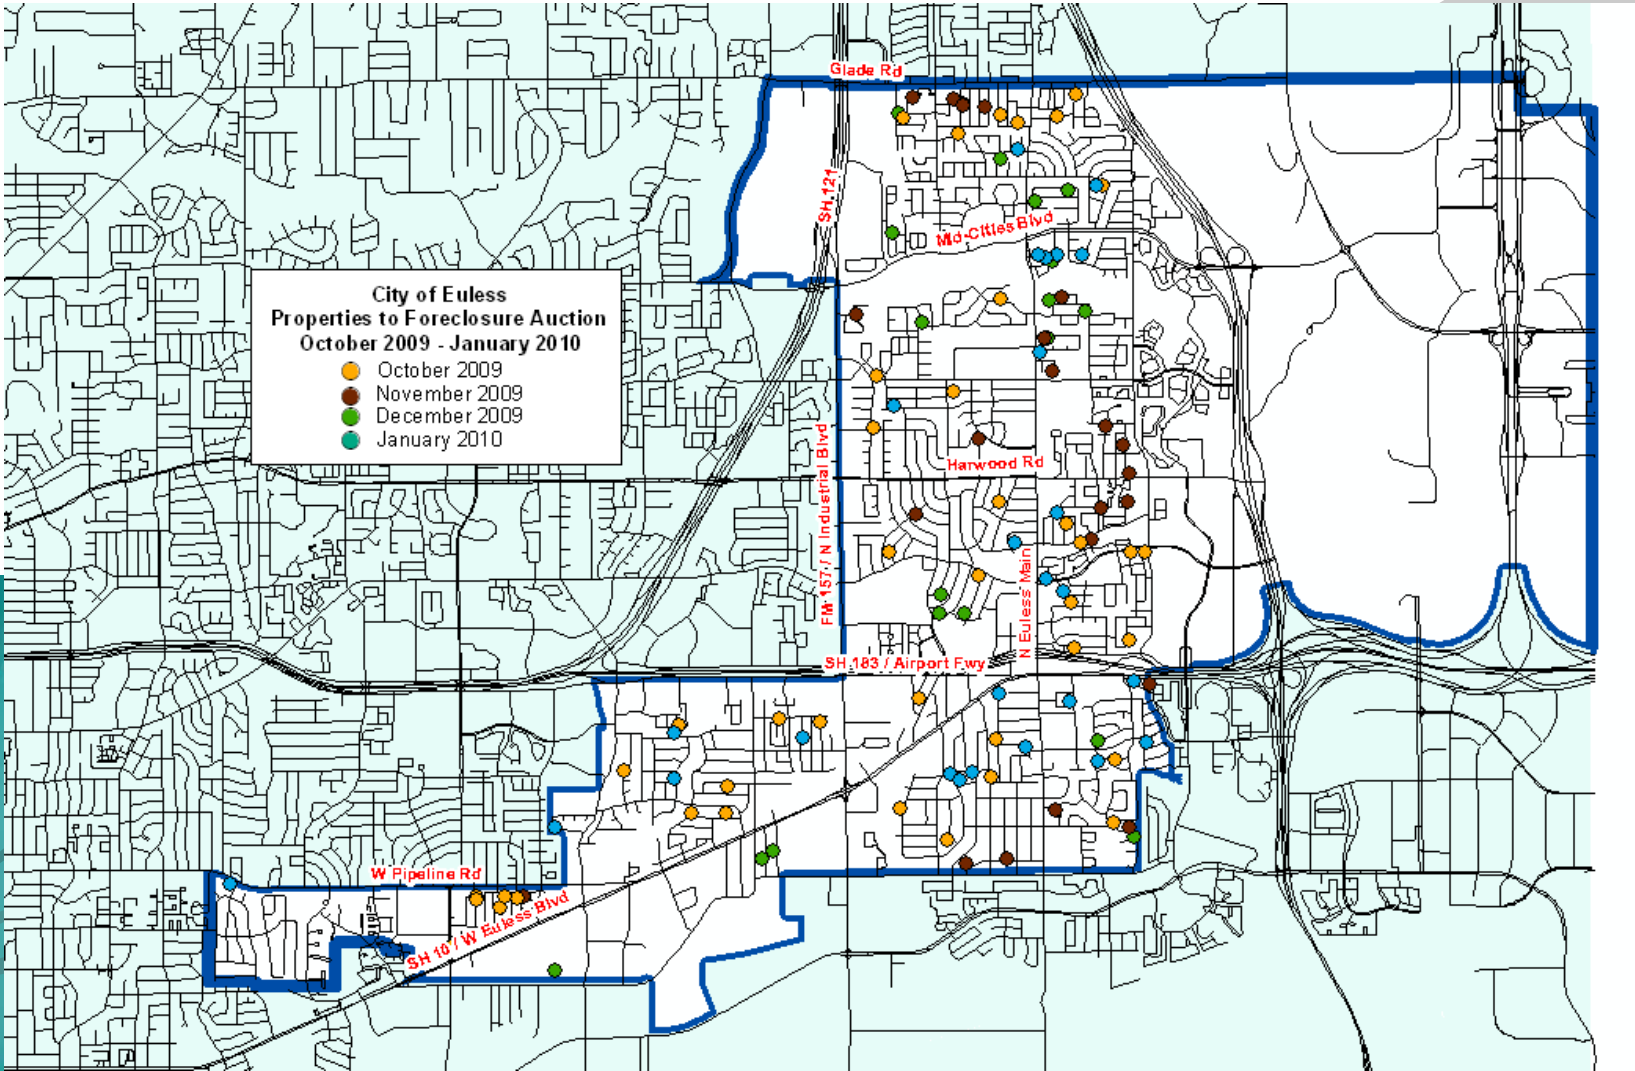 Glade Rd
SH 121
Mid-Cities Blvd
City of Euless
Properties to Foreclosure Auction
October 2009 - January 2010
October 2009
November 2009
December 2009
January 2010
FM 157 / N Industrial Blvd
Harwood Rd
N Euless Main
SH 183 / Airport Fwy
W Pipeline Rd
SH 10 / W Euless Blvd